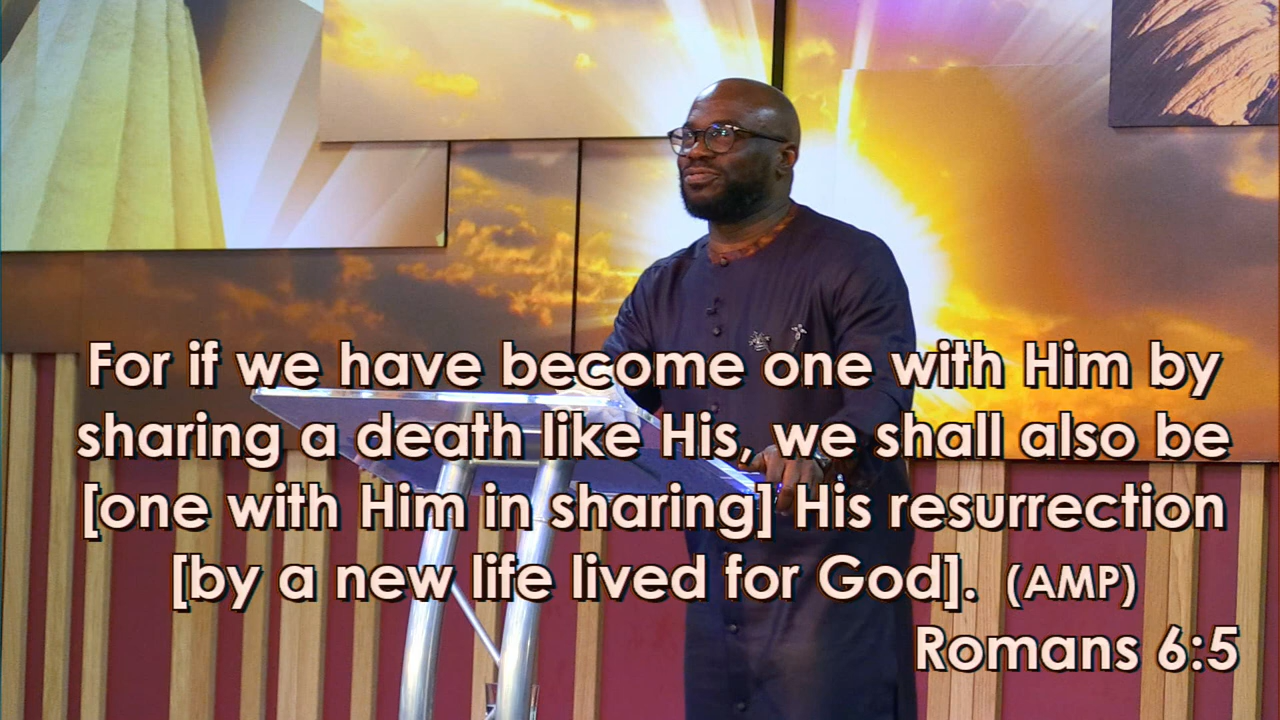 For if we have become one with Him by
sharing a death like His, we shall also be
[one with Him in sharing] His resurrection
[by a new life lived for God]. (AMP)
Romans 6:5